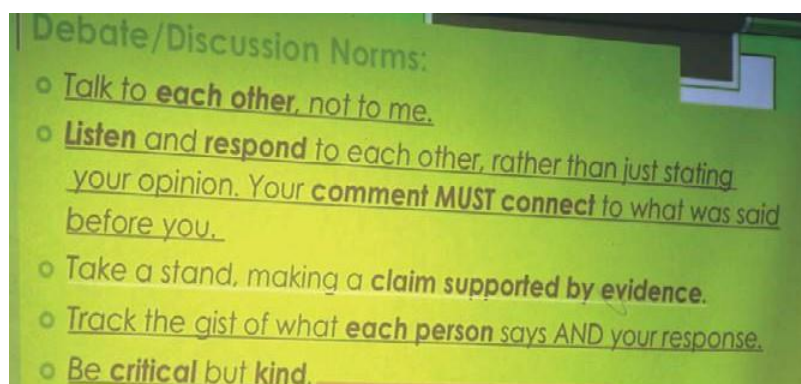 Debate/Discussion Norms:
Talk to each other, not to me.
Listen and respond to each other, rather than just stating
your opinion. Your comment MUST connect to what was said
before you.
Take a stand, making a claim supported by evidence.
Track the gist of what each person says AND your response.
Be critical but kind.